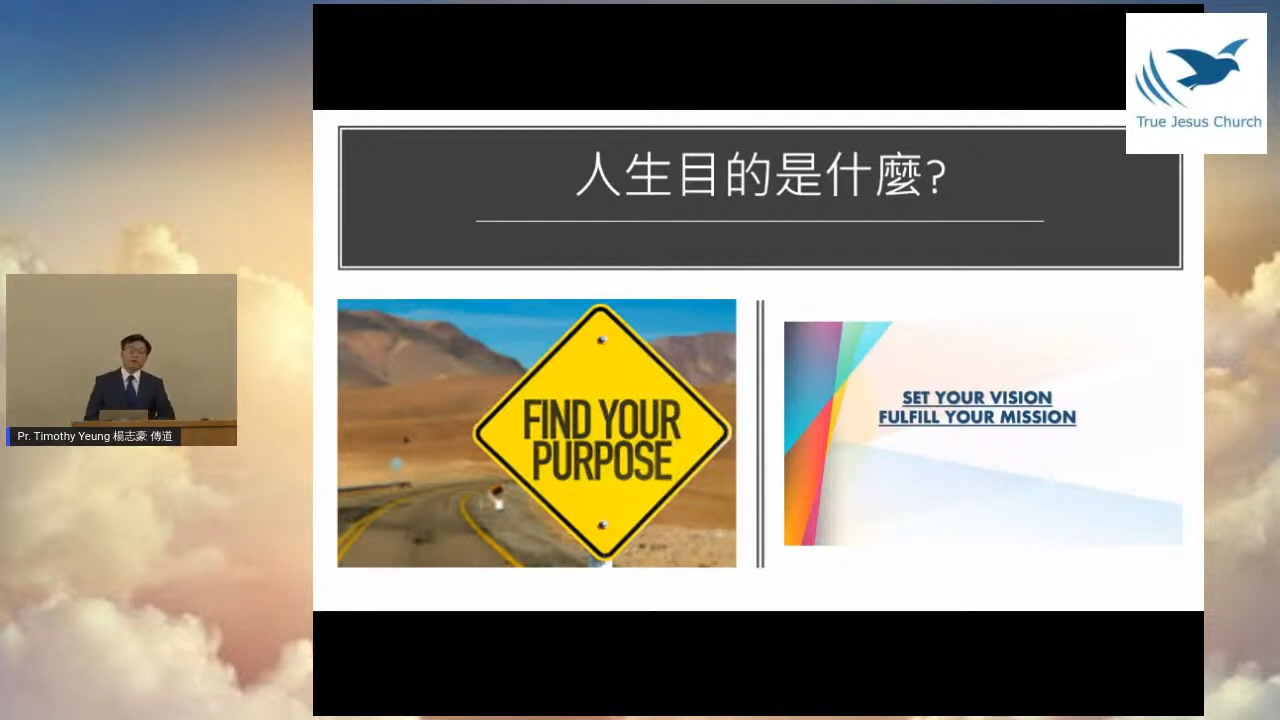 True Jesus Church
人生目的是什麼?
FIND YOUR
PURPOSE
SET YOUR VISION
FULFILL YOUR MISSION
Pr. Timothy Yeung 楊志豪 傳道